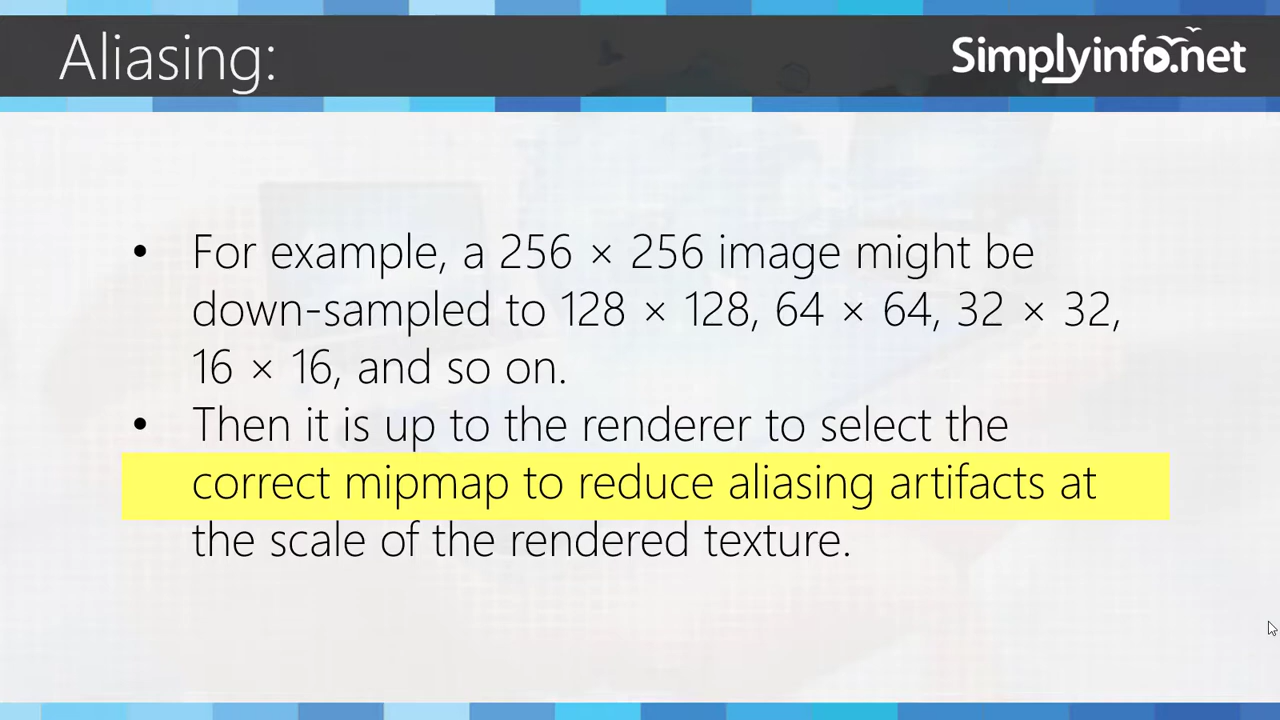 Aliasing:
Simplyinfo.net
• For example, a 256 × 256 image might be
down-sampled to 128 × 128, 64 × 64, 32 × 32,
16 × 16, and so on.
• Then it is up to the renderer to select the
correct mipmap to reduce aliasing artifacts at
the scale of the rendered texture.